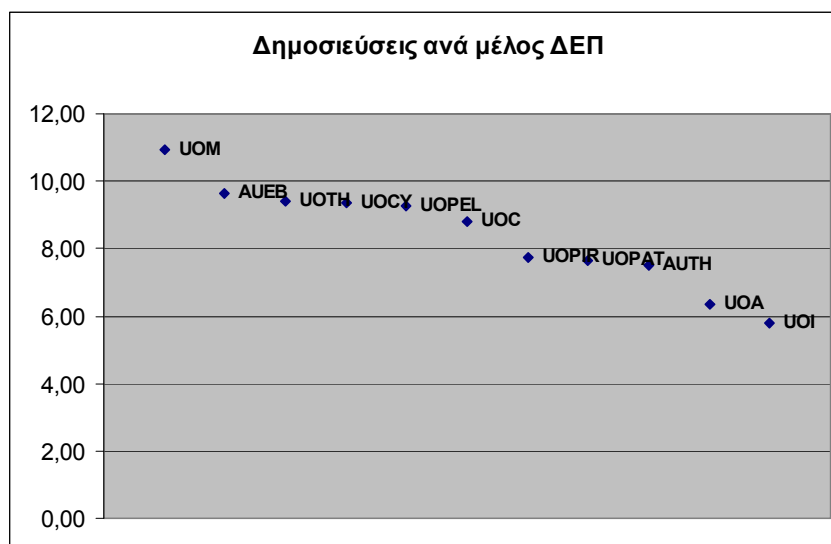 Δημοσιεύσεις ανά μέλος ΔΕΠ
12,00
10,00
8,00
6,00
4,00
2,00
0,00
UOM
AUEB
UOTH
UOCY
UOPEL
UOC
UOPIR
UOPAT
AUTH
UOA
UOI